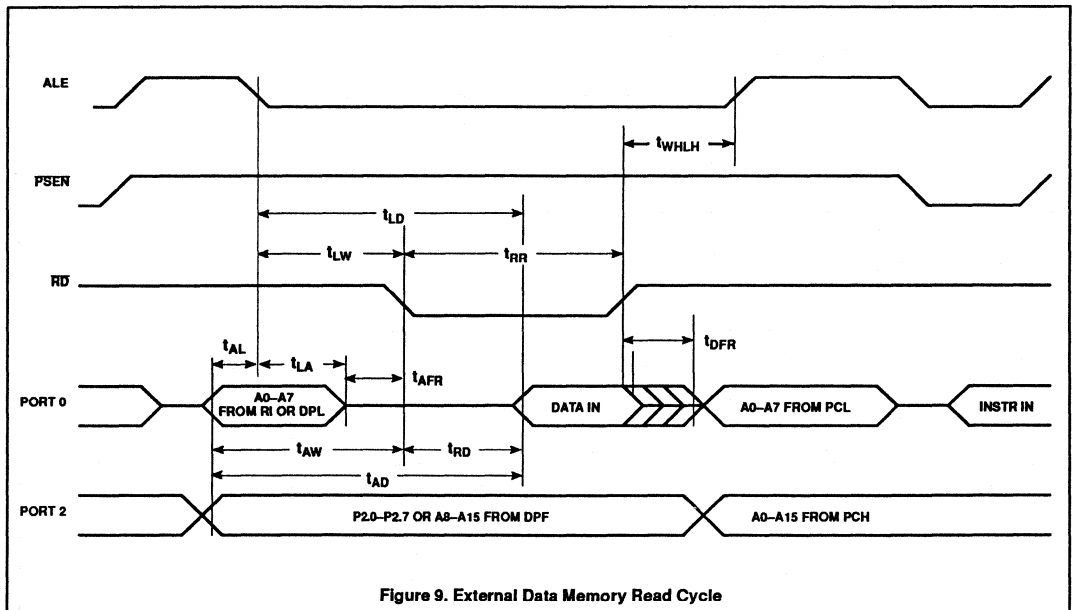 ALE
tWHLH
PSEN
tLD
tLW
tRR
RD
tAL
tLA
tAFR
tDFR
PORT 0
A0–A7
FROM RI OR DPL
DATA IN
A0–A7 FROM PCL
INSTR IN
tAW
tRD
tAD
PORT 2
P2.0–P2.7 OR A8–A15 FROM DPF
A0–A15 FROM PCH
Figure 9. External Data Memory Read Cycle